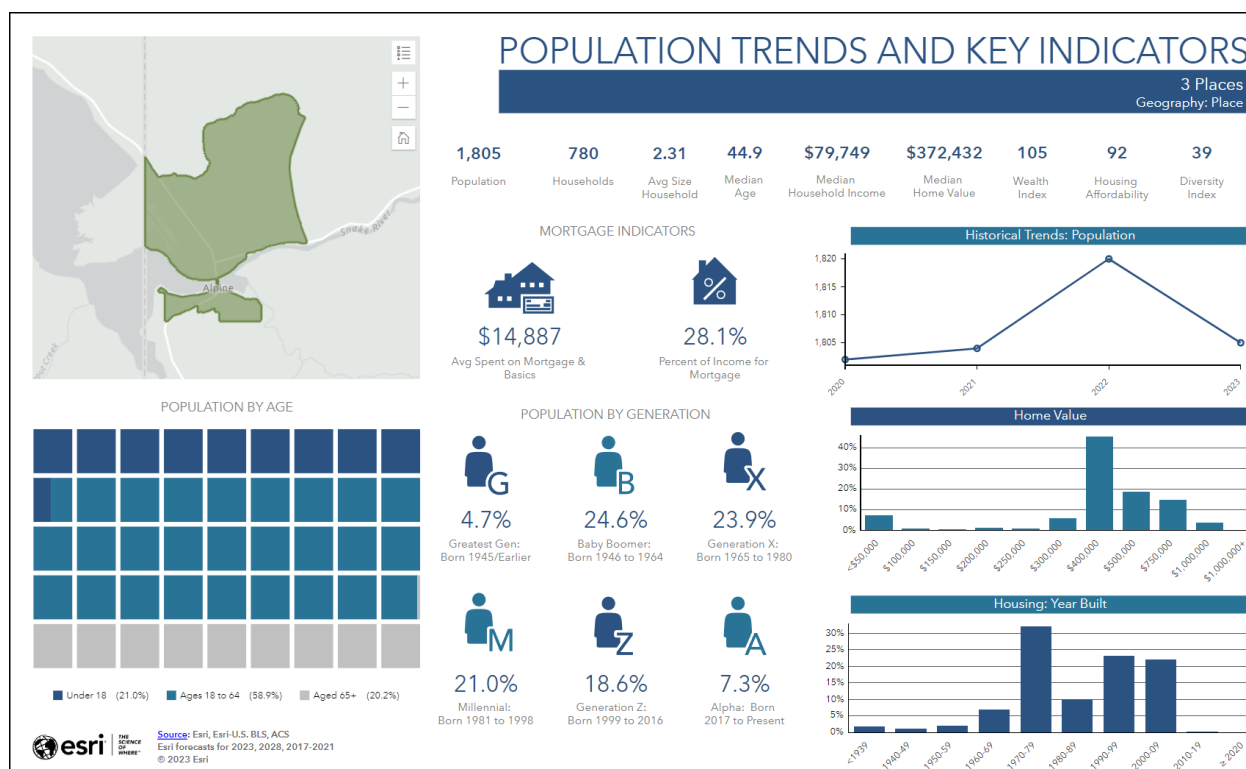 POPULATION TRENDS AND KEY INDICATORS
3 Places
Geography: Place
Snake River
Alpine
1,805
Population
780
Households
2.31
Avg Size
Household
44.9
Median
Age
$79,749
Median
Household Income
$372,432
Median
Home Value
105
Wealth
Index
92
Housing
Affordability
39
Diversity
Index
MORTGAGE INDICATORS
$14,887
Avg Spent on Mortgage &
Basics
%
28.1%
Percent of Income for
Mortgage
Historical Trends: Population
1,820
1,815
1,810
1,805
2020
2021
2022
2023
POPULATION BY AGE
Under 18 (21.0%)
Ages 18 to 64 (58.9%)
Aged 65+ (20.2%)
POPULATION BY GENERATION
G
4.7%
Greatest Gen:
Born 1945/Earlier
B
24.6%
Baby Boomer:
Born 1946 to 1964
X
23.9%
Generation X:
Born 1965 to 1980
M
21.0%
Millennial:
Born 1981 to 1998
Z
18.6%
Generation Z:
Born 1999 to 2016
A
7.3%
Alpha: Born
2017 to Present
Home Value
40%
30%
20%
10%
0%
<$50,000
$100,000
$150,000
$200,000
$250,000
$300,000
$400,000
$500,000
$750,000
$1,000,000
$1,000,000+
Housing: Year Built
30%
25%
20%
15%
10%
5%
0%
<1939
1940-49
1950-59
1960-69
1970-79
1980-89
1990-99
2000-09
2010-19
≥ 2020
esri
THE
SCIENCE
OF
WHERE™
Source: Esri, Esri-U.S. BLS, ACS
Esri forecasts for 2023, 2028, 2017-2021
© 2023 Esri